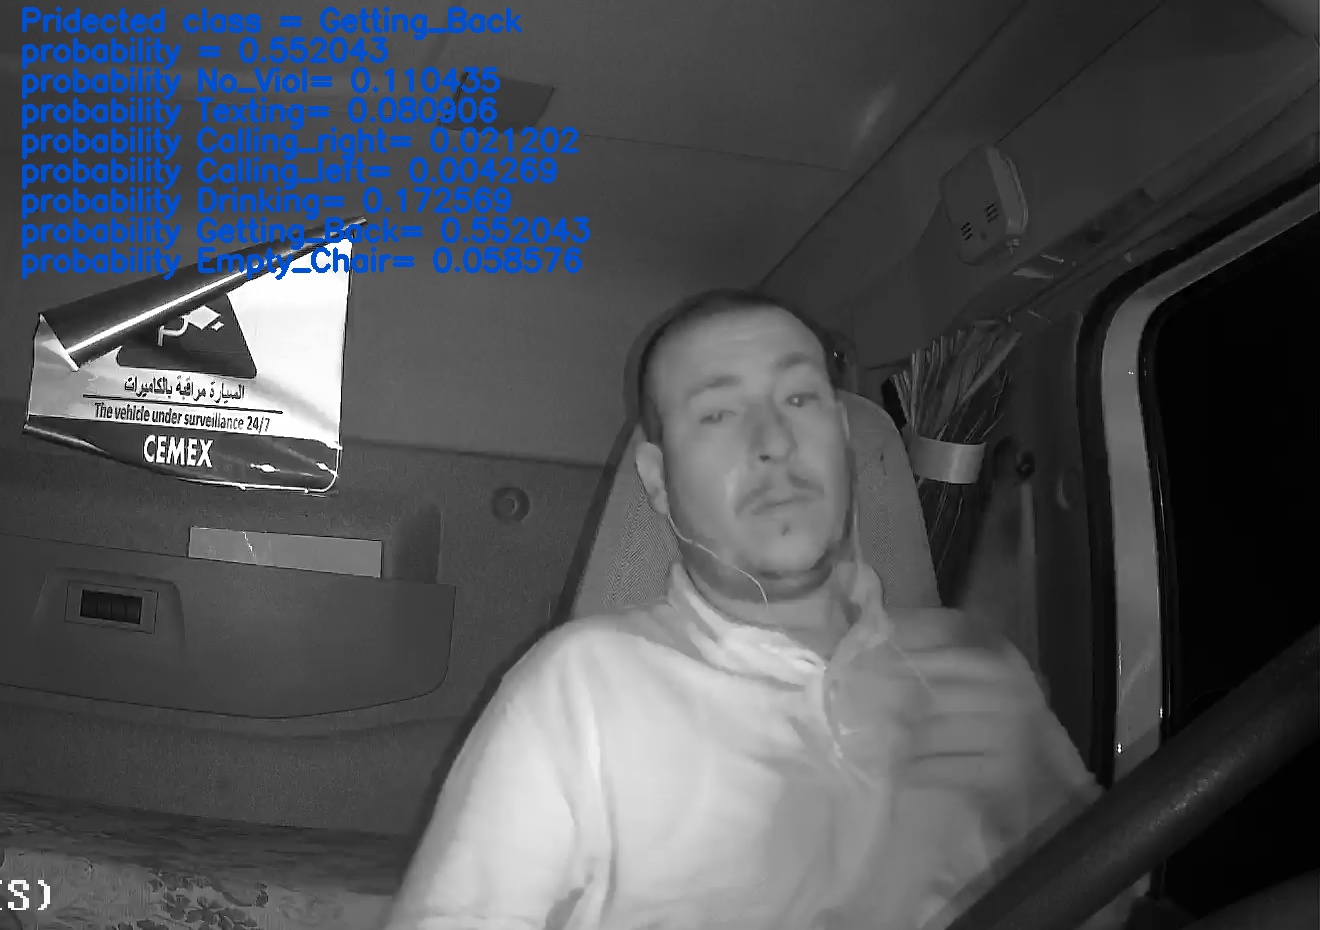 Pridected class = Getting_Back
probability = 0.552043
probability No_Viol= 0.110435
probability Texting= 0.080906
probability Calling_right= 0.021202
probability Calling_left= 0.004269
probability Drinking= 0.172569
probability Getting_Back= 0.552043
probability Empty_Chair= 0.058576
السيارة مراقبة بالكاميرات
The vehicle under surveillance 24/7
CEMEX
(S)